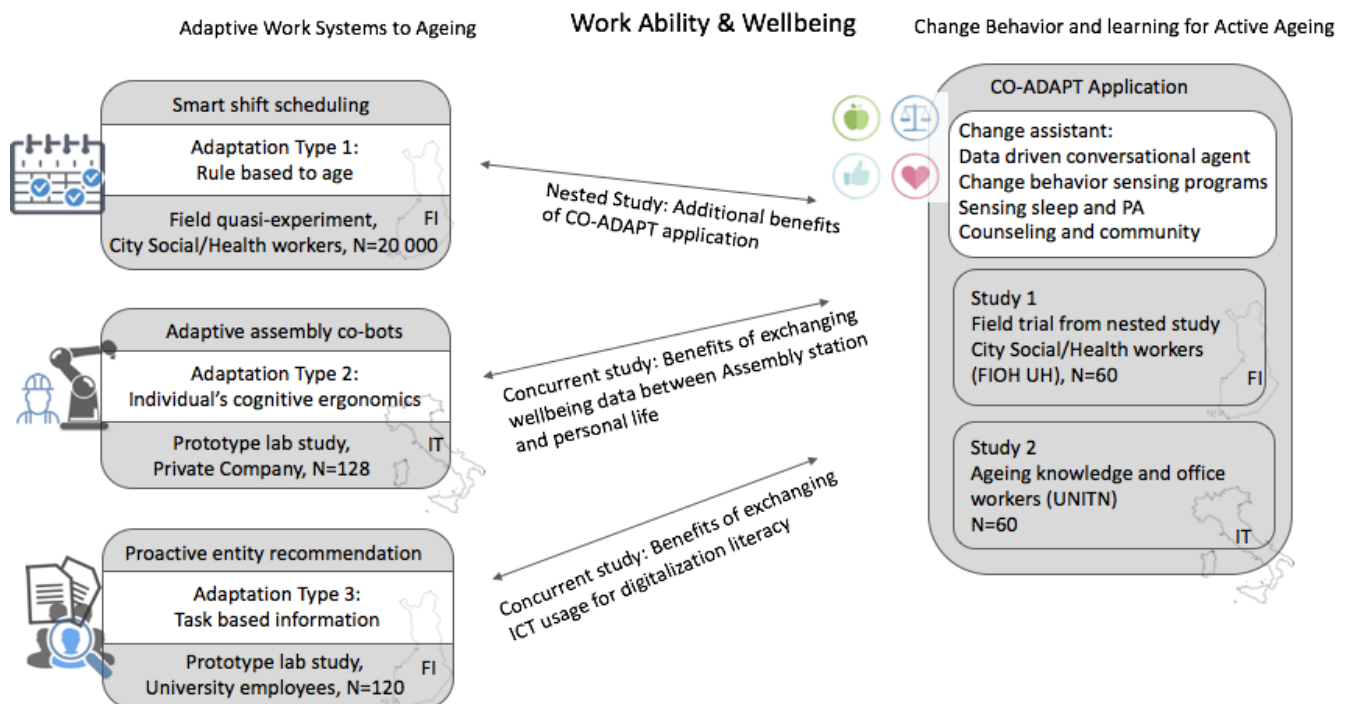 Adaptive Work Systems to Ageing
Work Ability & Wellbeing
Change Behavior and learning for Active Ageing
Smart shift scheduling
Adaptation Type 1:
Rule based to age
Field quasi-experiment,
City Social/Health workers, N=20 000
FI
Adaptive assembly co-bots
Adaptation Type 2:
Individual's cognitive ergonomics
Prototype lab study,
Private Company, N=128
IT
Proactive entity recommendation
Adaptation Type 3:
Task based information
Prototype lab study,
University employees, N=120
FI
Nested Study: Additional benefits
of CO-ADAPT application
Concurrent study: Benefits of exchanging
wellbeing data between Assembly station
and personal life
Concurrent study: Benefits of exchanging
ICT usage for digitalization literacy
CO-ADAPT Application
Change assistant:
Data driven conversational agent
Change behavior sensing programs
Sensing sleep and PA
Counseling and community
Study 1
Field trial from nested study
City Social/Health workers
(FIOH UH), N=60
FI
Study 2
Ageing knowledge and office
workers (UNITN)
N=60
IT